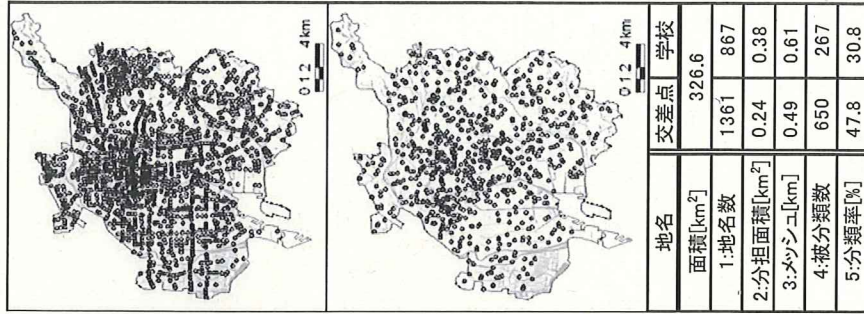 0 1 2 4km
0 1 2 4km
地名 交差点 学校
面積[km²] 326.6
1:地名数 1361 867
2:分担面積[km²] 0.24 0.38
3:メッシュ[km] 0.49 0.61
4:被分類数 650 267
5:分類率[%] 47.8 30.8